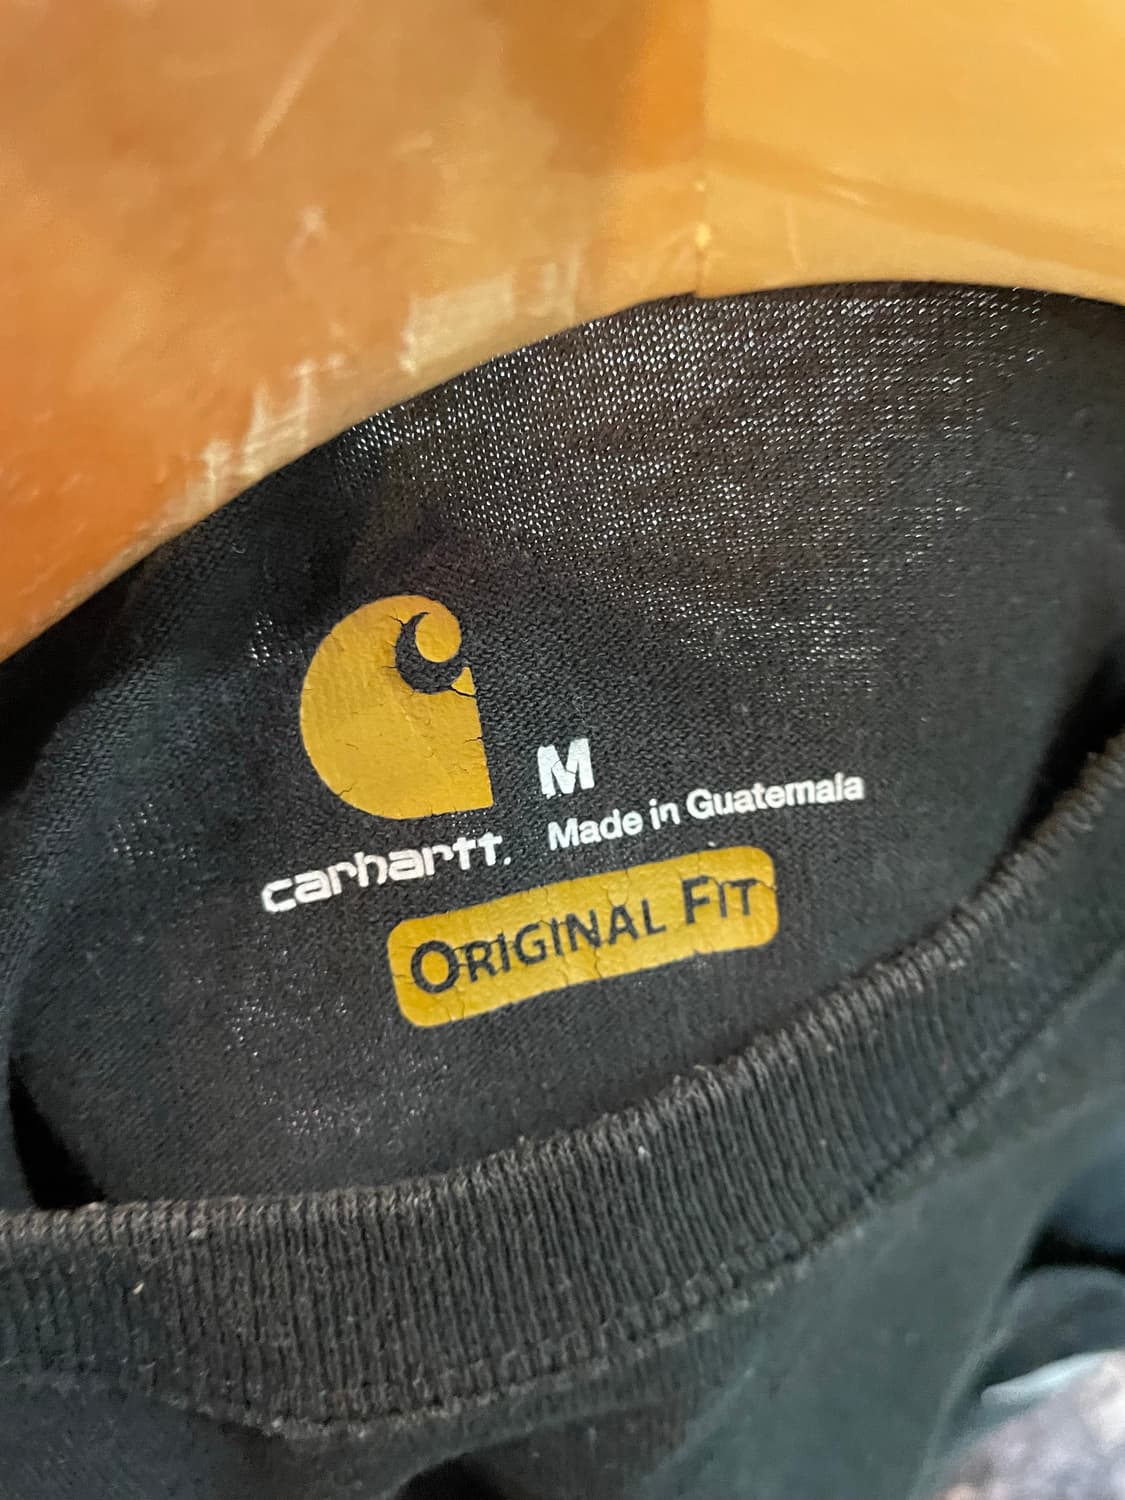 M
Made in Guatemala
carhartt.
ORIGINAL FIT